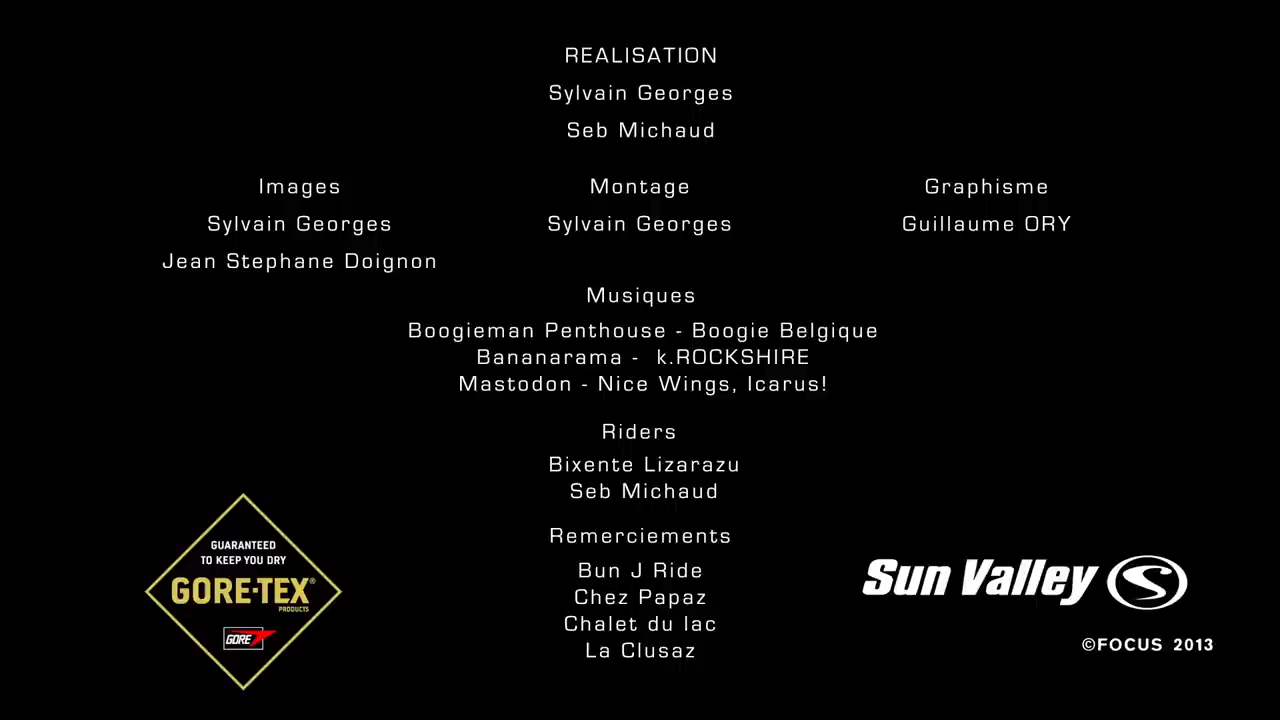 REALISATION
Sylvain Georges
Seb Michaud
Images
Sylvain Georges
Jean Stephane Doignon
Montage
Sylvain Georges
Graphisme
Guillaume ORY
Musiques
Boogieman Penthouse - Boogie Belgique
Bananarama - k.ROCKSHIRE
Mastodon - Nice Wings, Icarus!
Riders
Bixente Lizarazu
Seb Michaud
Remerciements
Bun J Ride
Chez Papaz
Chalet du lac
La Clusaz
GUARANTEED
TO KEEP YOU DRY
GORE-TEX®
PRODUCTS
GORE
Sun Valley S
©FOCUS 2013